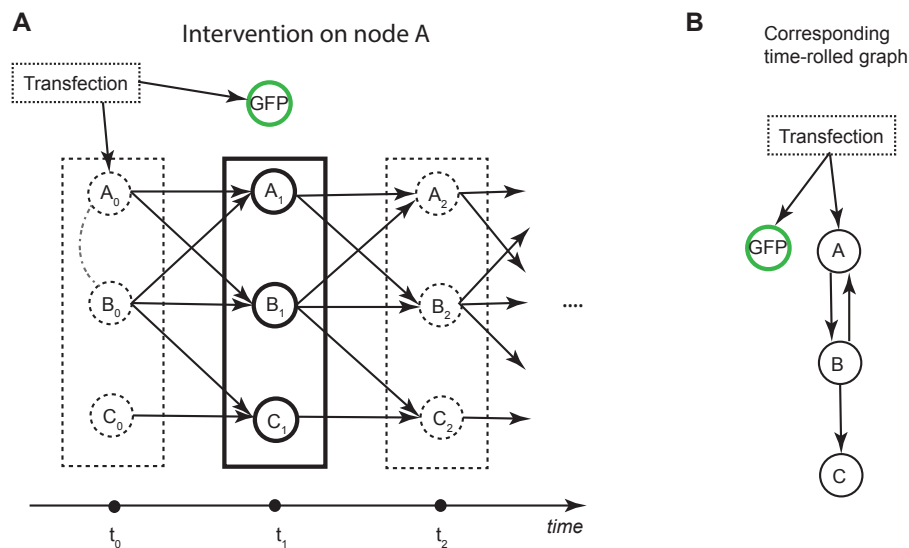 A
Intervention on node A
Transfection
GFP
A0
A1
A2
B0
B1
B2
....
C0
C1
C2
time
t0
t1
t2
B
Corresponding
time-rolled graph
Transfection
GFP
A
B
C